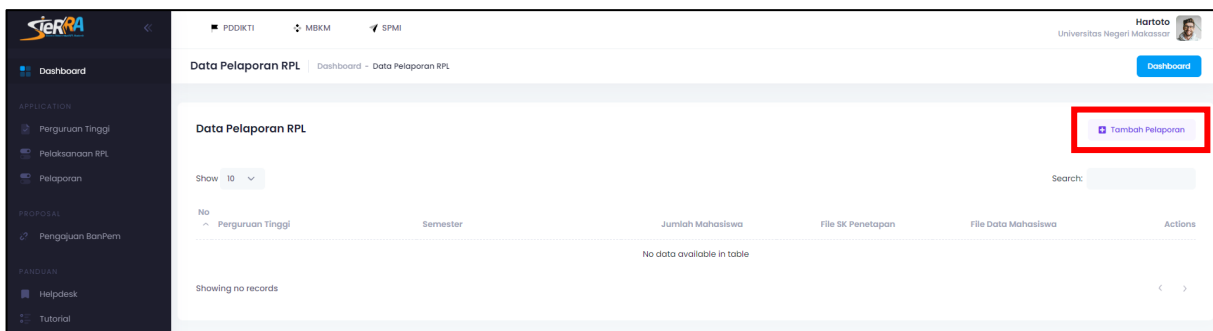 SIERRA
PDDIKTI MBKM SPMI
Hartoto
Universitas Negeri Makassar
Dashboard
Data Pelaporan RPL Dashboard - Data Pelaporan RPL
Dashboard
APPLICATION
Perguruan Tinggi
Pelaksanaan RPL
Pelaporan
PROPOSAL
Pengajuan BanPem
PANDUAN
Helpdesk
Tutorial
Data Pelaporan RPL
Tambah Pelaporan
Show 10
Search:
No Perguruan Tinggi Semester Jumlah Mahasiswa File SK Penetapan File Data Mahasiswa Actions
No data available in table
Showing no records